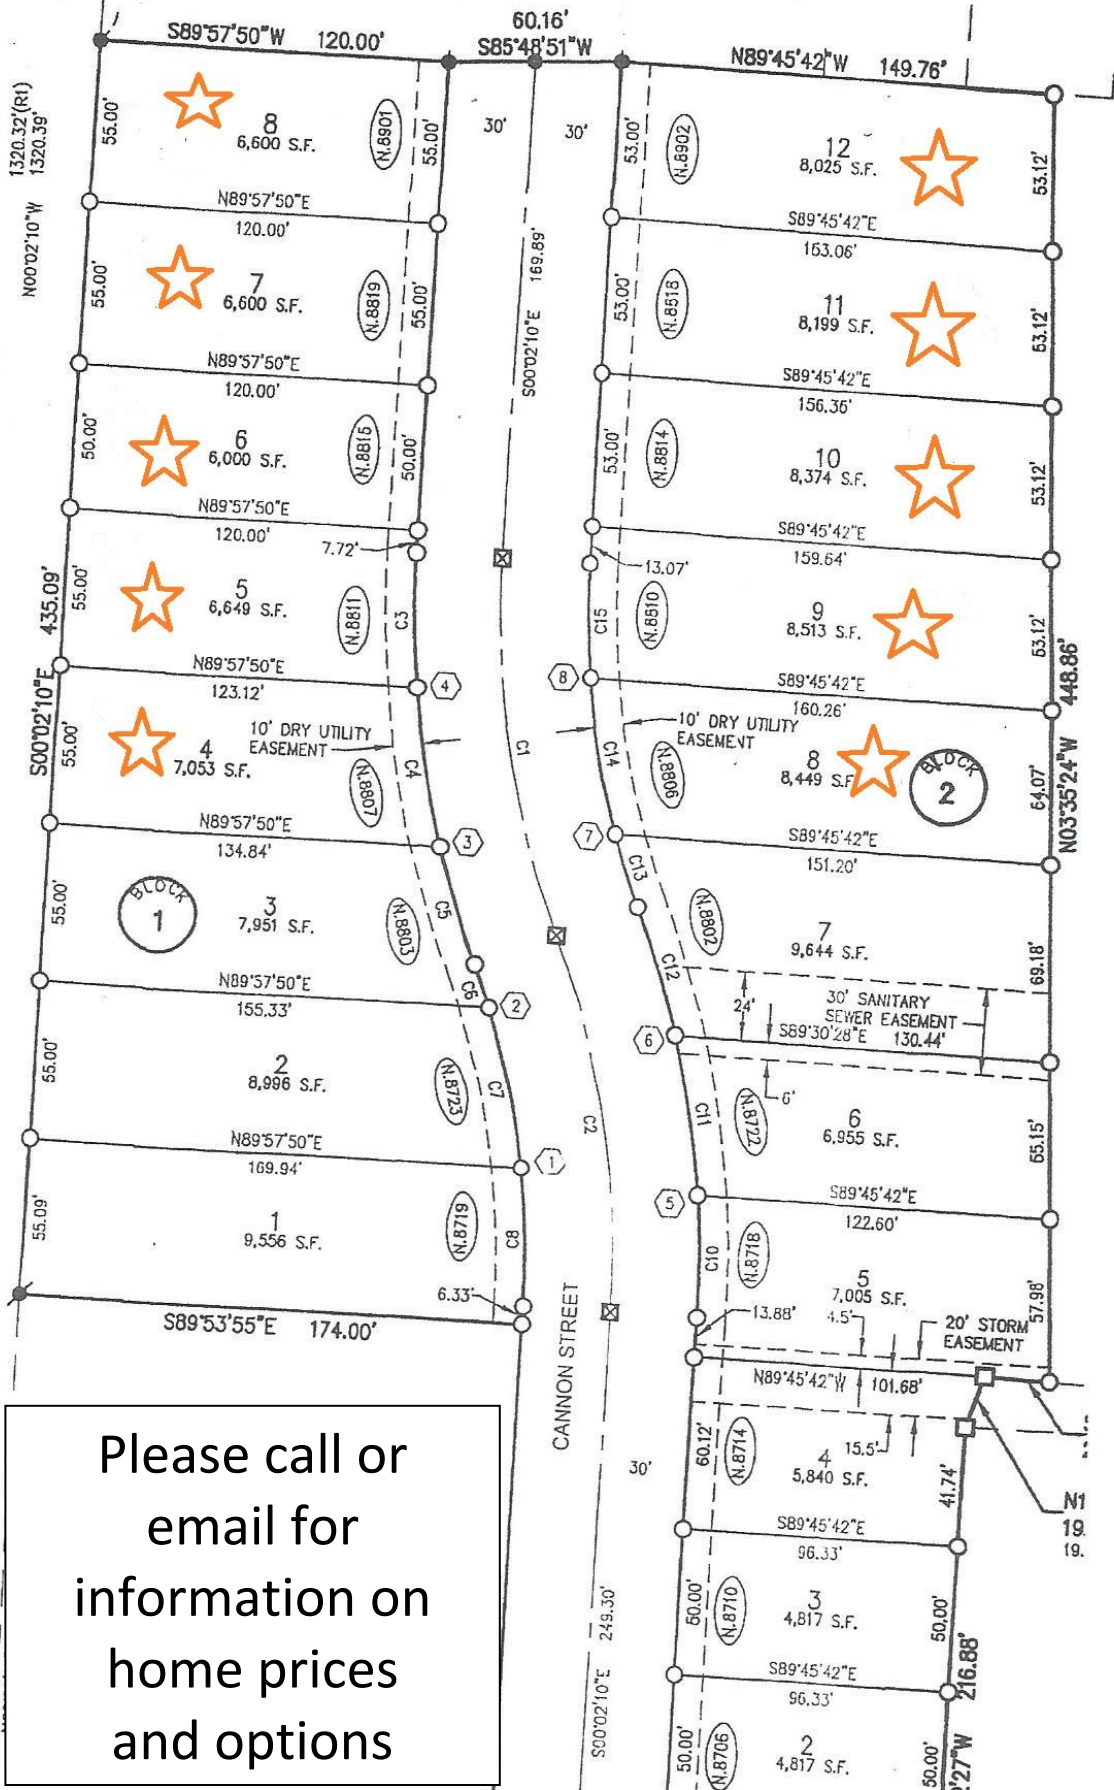 60.16'
S89°57'50"W 120.00'
S85°48'51"W
N89°45'42"W 149.76'
1320.32'(R1)
1320.39'
N00°02'10"W
55.00'
8
6,600 S.F.
N.8901
55.00'
30'
30'
53.00'
N.8902
12
8,025 S.F.
53.12'
N89°57'50"E
120.00'
S89°45'42"E
153.06'
S00°02'10"E 169.89'
55.00'
7
6,600 S.F.
N.8819
55.00'
53.00'
N.8818
11
8,199 S.F.
53.12'
N89°57'50"E
120.00'
S89°45'42"E
156.36'
50.00'
6
6,000 S.F.
N.8815
50.00'
53.00'
N.8814
10
8,374 S.F.
53.12'
N89°57'50"E
120.00'
7.72'
S89°45'42"E
159.64'
13.07'
435.09'
S00°02'10"E
55.00'
5
6,649 S.F.
N.8811
C3
C15
N.8810
9
8,513 S.F.
53.12'
N89°57'50"E
123.12'
4
8
S89°45'42"E
160.26'
448.86'
N03°35'24"W
55.00'
4
7,053 S.F.
10' DRY UTILITY
EASEMENT
N.8807
C4
C1
C14
10' DRY UTILITY
EASEMENT
N.8806
8
8,449 S.F.
BLOCK
2
64.07'
N89°57'50"E
134.84'
3
7
S89°45'42"E
151.20'
55.00'
BLOCK
1
3
7,951 S.F.
N.8803
C5
C6
C13
C12
N.8802
7
9,644 S.F.
69.18'
N89°57'50"E
155.33'
2
24'
30' SANITARY
SEWER EASEMENT
6
S89°30'28"E 130.44'
6'
55.00'
2
8,996 S.F.
N.8723
C7
C2
C11
N.8722
6
6,955 S.F.
55.15'
N89°57'50"E
169.94'
1
5
S89°45'42"E
122.60'
55.09'
1
9,556 S.F.
N.8719
C8
C10
N.8718
5
7,005 S.F.
57.98'
6.33'
S89°53'55"E 174.00'
13.88'
4.5'
20' STORM
EASEMENT
N89°45'42"W 101.68'
CANNON STREET
Please call or
email for
information on
home prices
and options
30'
60.12'
N.8714
15.5'
4
5,840 S.F.
41.74'
N1
19.
19.
S89°45'42"E
96.33'
S00°02'10"E 249.30'
50.00'
N.8710
3
4,817 S.F.
50.00'
216.88'
S89°45'42"E
96.33'
50.00'
N.8706
2
4,817 S.F.
50.00'
27"W